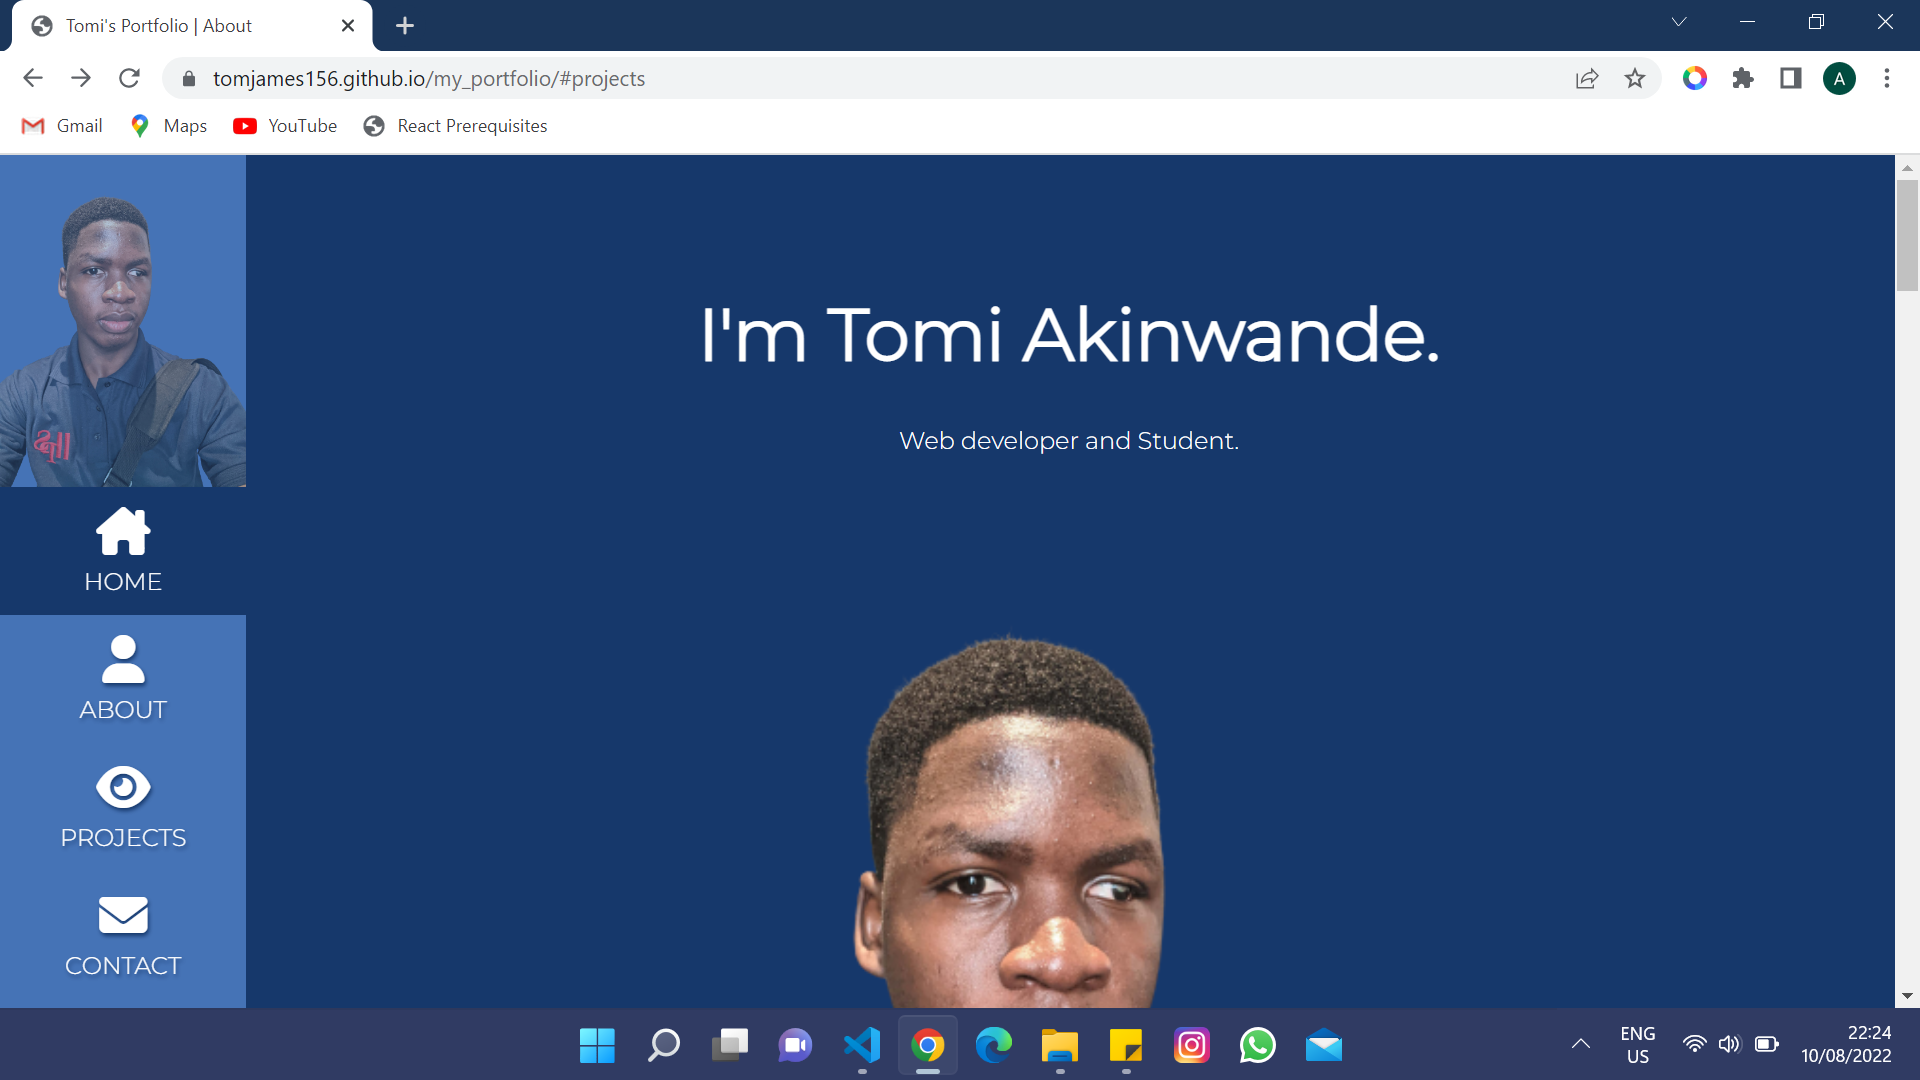 Tomi's Portfolio | About
tomjames156.github.io/my_portfolio/#projects
A
Gmail
Maps
YouTube
React Prerequisites
I'm Tomi Akinwande.
Web developer and Student.
HOME
ABOUT
PROJECTS
CONTACT
ENG
US
22:24
10/08/2022